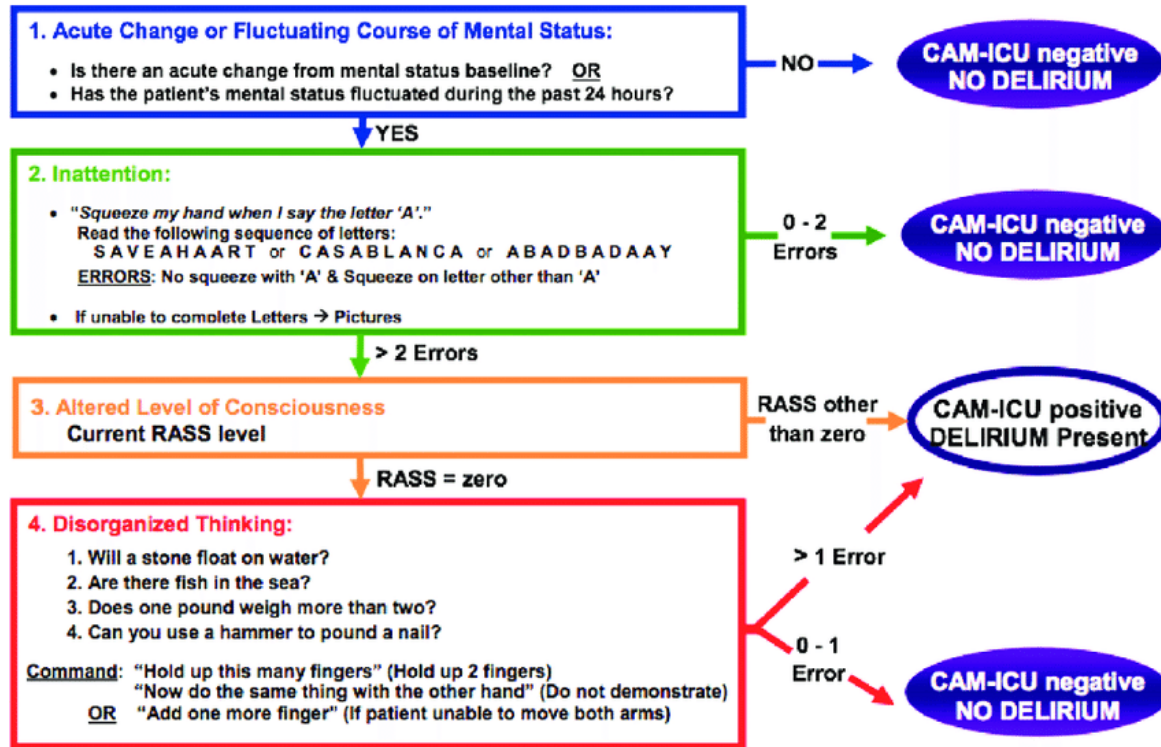 1. Acute Change or Fluctuating Course of Mental Status:
• Is there an acute change from mental status baseline? OR
• Has the patient's mental status fluctuated during the past 24 hours?
NO
CAM-ICU negative
NO DELIRIUM
YES
2. Inattention:
• "Squeeze my hand when I say the letter 'A'."
Read the following sequence of letters:
S A V E A H A A R T or C A S A B L A N C A or A B A D B A D A A Y
ERRORS: No squeeze with 'A' & Squeeze on letter other than 'A'
• If unable to complete Letters → Pictures
0 - 2
Errors
CAM-ICU negative
NO DELIRIUM
> 2 Errors
3. Altered Level of Consciousness
Current RASS level
RASS other
than zero
CAM-ICU positive
DELIRIUM Present
RASS = zero
4. Disorganized Thinking:
1. Will a stone float on water?
2. Are there fish in the sea?
3. Does one pound weigh more than two?
4. Can you use a hammer to pound a nail?
Command: "Hold up this many fingers" (Hold up 2 fingers)
"Now do the same thing with the other hand" (Do not demonstrate)
OR "Add one more finger" (If patient unable to move both arms)
> 1 Error
0 - 1
Error
CAM-ICU negative
NO DELIRIUM